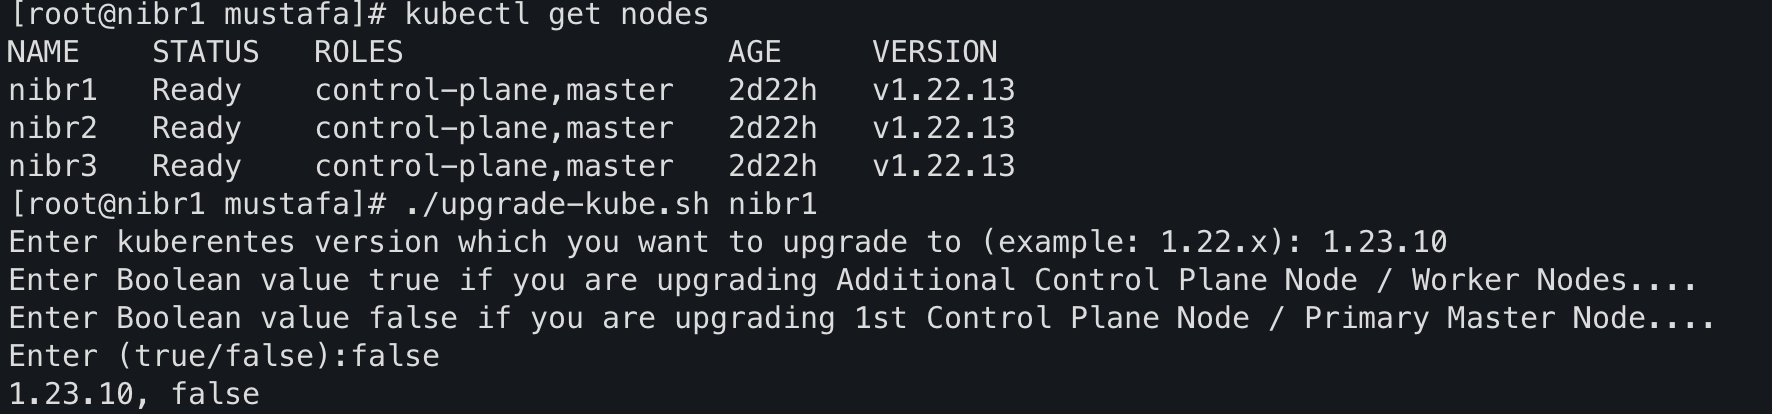 [root@nibr1 mustafa]# kubectl get nodes
NAME    STATUS   ROLES                  AGE     VERSION
nibr1   Ready    control-plane,master   2d22h   v1.22.13
nibr2   Ready    control-plane,master   2d22h   v1.22.13
nibr3   Ready    control-plane,master   2d22h   v1.22.13
[root@nibr1 mustafa]# ./upgrade-kube.sh nibr1
Enter kuberentes version which you want to upgrade to (example: 1.22.x): 1.23.10
Enter Boolean value true if you are upgrading Additional Control Plane Node / Worker Nodes....
Enter Boolean value false if you are upgrading 1st Control Plane Node / Primary Master Node....
Enter (true/false):false
1.23.10, false